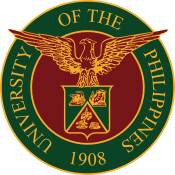 UNIVERSITY OF THE PHILIPPINES
1908